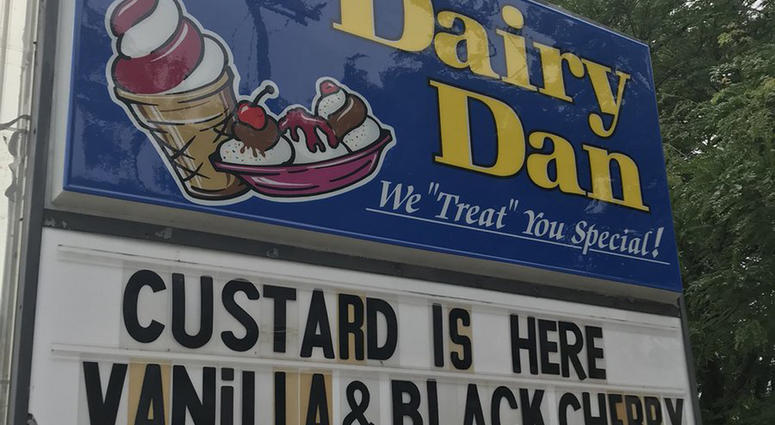 Dairy
Dan
We "Treat" You Special!
CUSTARD IS HERE
VANiLLA & BLACK CHERRY